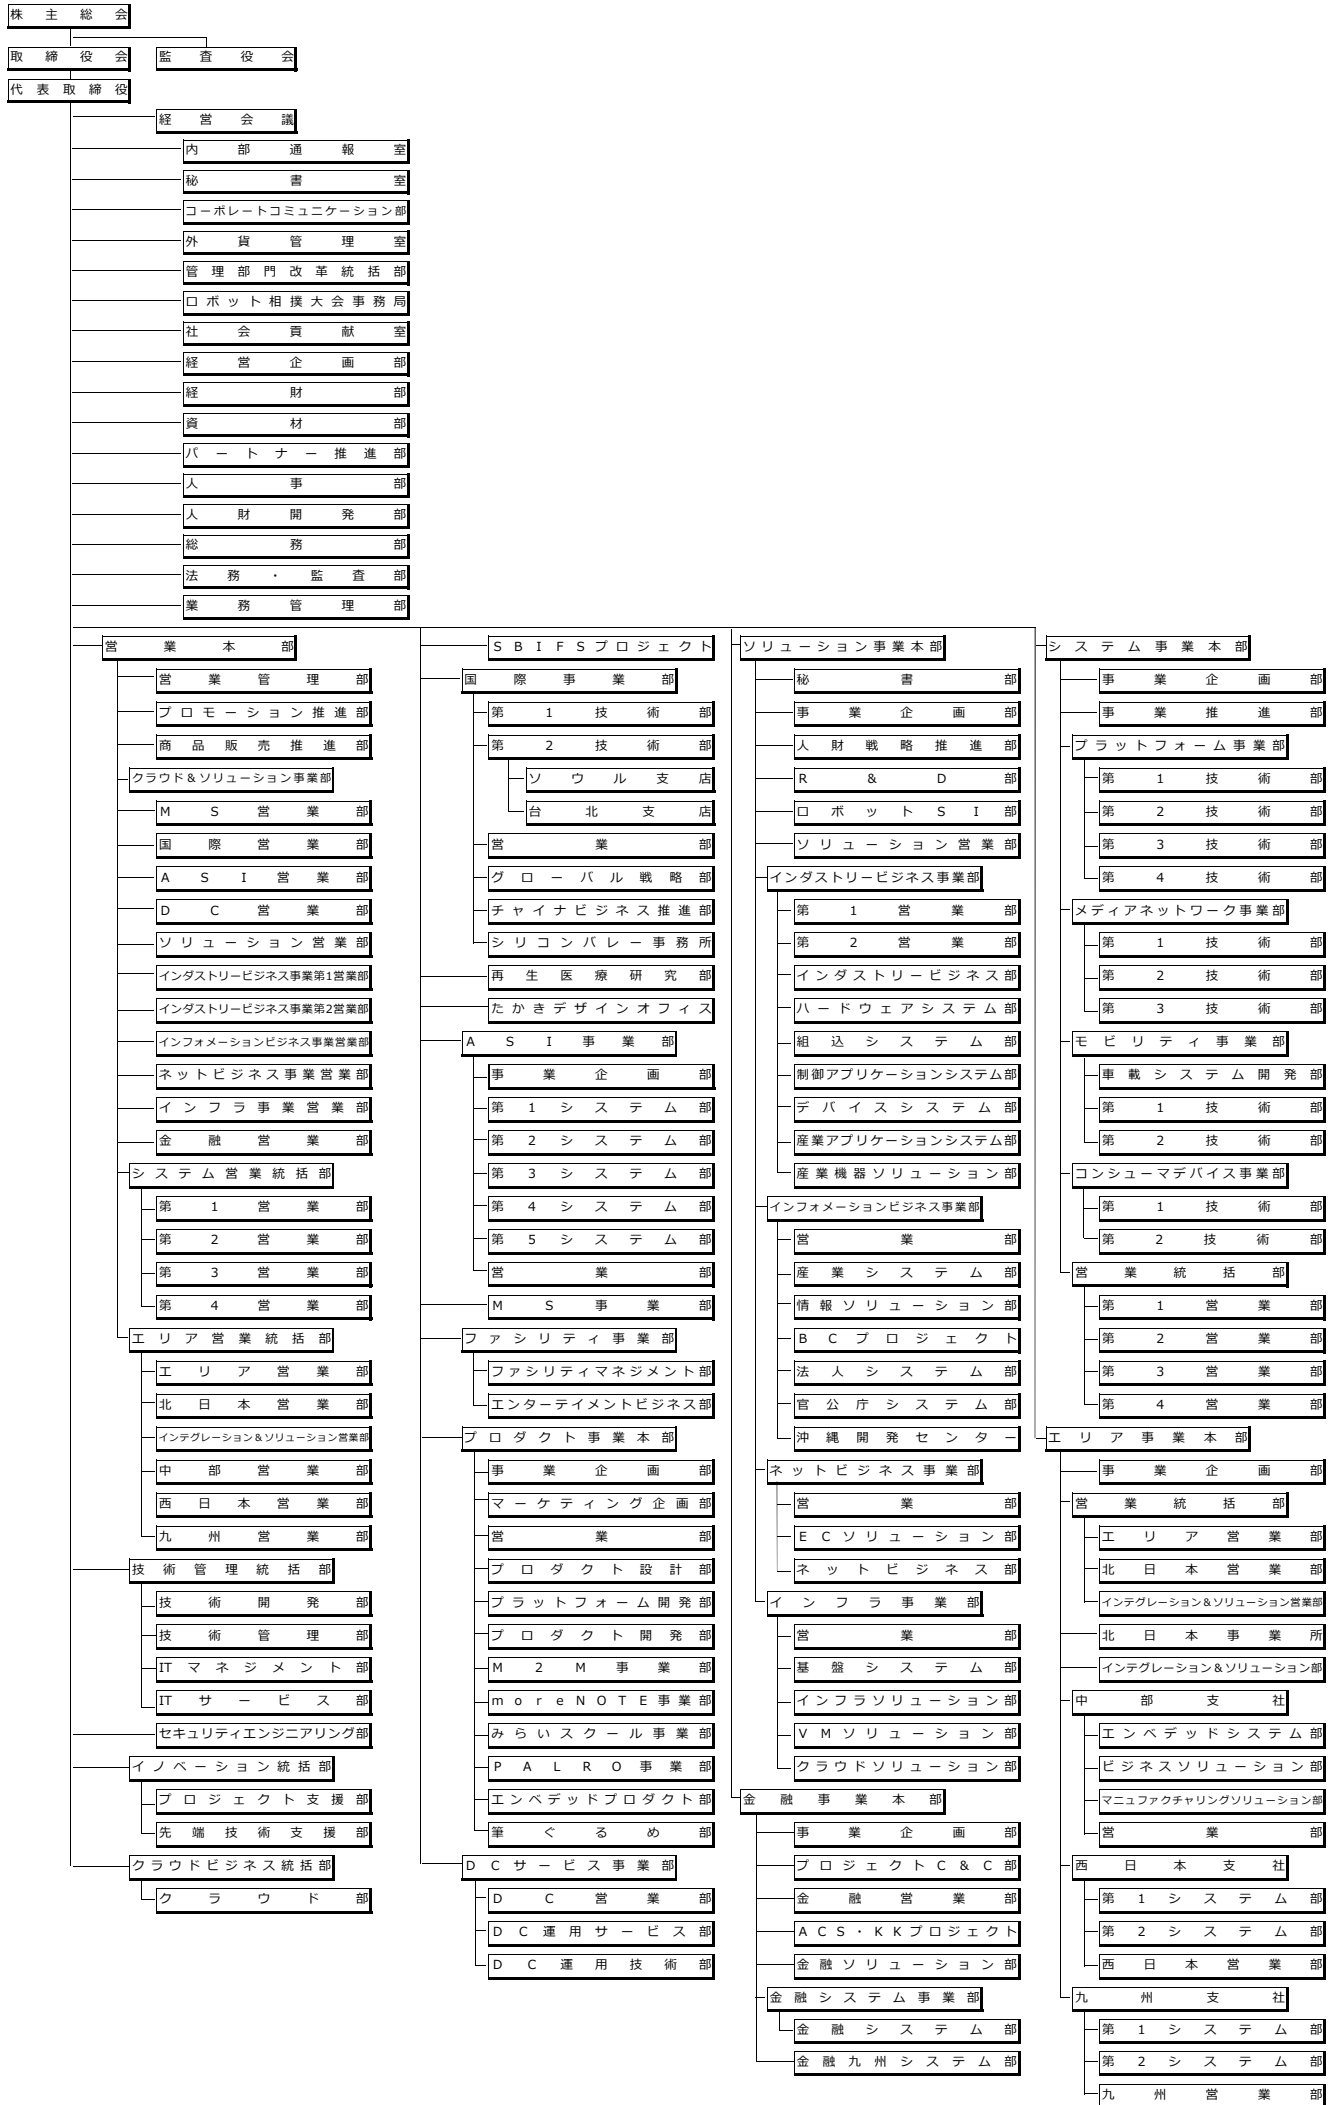 株主総会
取締役会
監査役会
代表取締役
経営会議
内部通報室
秘書室
コーポレートコミュニケーション部
外貨管理室
管理部門改革統括部
ロボット相撲大会事務局
社会貢献室
経営企画部
経財部
資材部
パートナー推進部
人事部
人財開発部
総務部
法務・監査部
業務管理部
営業本部
営業管理部
プロモーション推進部
商品販売推進部
クラウド&ソリューション事業部
MS営業部
国際営業部
ASI営業部
DC営業部
ソリューション営業部
インダストリービジネス事業第1営業部
インダストリービジネス事業第2営業部
インフォメーションビジネス事業営業部
ネットビジネス事業営業部
インフラ事業営業部
金融営業部
システム営業統括部
第1営業部
第2営業部
第3営業部
第4営業部
エリア営業統括部
エリア営業部
北日本営業部
インテグレーション&ソリューション営業部
中部営業部
西日本営業部
九州営業部
技術管理統括部
技術開発部
技術管理部
ITマネジメント部
ITサービス部
セキュリティエンジニアリング部
イノベーション統括部
プロジェクト支援部
先端技術支援部
クラウドビジネス統括部
クラウド部
SBIFSプロジェクト
国際事業部
第1技術部
第2技術部
ソウル支店
台北支店
営業部
グローバル戦略部
チャイナビジネス推進部
シリコンバレー事務所
再生医療研究部
たかきデザインオフィス
ASI事業部
事業企画部
第1システム部
第2システム部
第3システム部
第4システム部
第5システム部
営業部
MS事業部
ファシリティ事業部
ファシリティマネジメント部
エンターテイメントビジネス部
プロダクト事業本部
事業企画部
マーケティング企画部
営業部
プロダクト設計部
プラットフォーム開発部
プロダクト開発部
M2M事業部
moreNOTE事業部
みらいスクール事業部
PALRO事業部
エンベデッドプロダクト部
筆ぐるめ部
DCサービス事業部
DC営業部
DC運用サービス部
DC運用技術部
ソリューション事業本部
秘書部
事業企画部
人財戦略推進部
R&D部
ロボットSI部
ソリューション営業部
インダストリービジネス事業部
第1営業部
第2営業部
インダストリービジネス部
ハードウェアシステム部
組込システム部
制御アプリケーションシステム部
デバイスシステム部
産業アプリケーションシステム部
産業機器ソリューション部
インフォメーションビジネス事業部
営業部
産業システム部
情報ソリューション部
BCプロジェクト
法人システム部
官公庁システム部
沖縄開発センター
ネットビジネス事業部
営業部
ECソリューション部
ネットビジネス部
インフラ事業部
営業部
基盤システム部
インフラソリューション部
VMソリューション部
クラウドソリューション部
金融事業本部
事業企画部
プロジェクトC&C部
金融営業部
ACS・KKプロジェクト
金融ソリューション部
金融システム事業部
金融システム部
金融九州システム部
システム事業本部
事業企画部
事業推進部
プラットフォーム事業部
第1技術部
第2技術部
第3技術部
第4技術部
メディアネットワーク事業部
第1技術部
第2技術部
第3技術部
モビリティ事業部
車載システム開発部
第1技術部
第2技術部
コンシューマデバイス事業部
第1技術部
第2技術部
営業統括部
第1営業部
第2営業部
第3営業部
第4営業部
エリア事業本部
事業企画部
営業統括部
エリア営業部
北日本営業部
インテグレーション&ソリューション営業部
北日本事業所
インテグレーション&ソリューション部
中部支社
エンベデッドシステム部
ビジネスソリューション部
マニュファクチャリングソリューション部
営業部
西日本支社
第1システム部
第2システム部
西日本営業部
九州支社
第1システム部
第2システム部
九州営業部